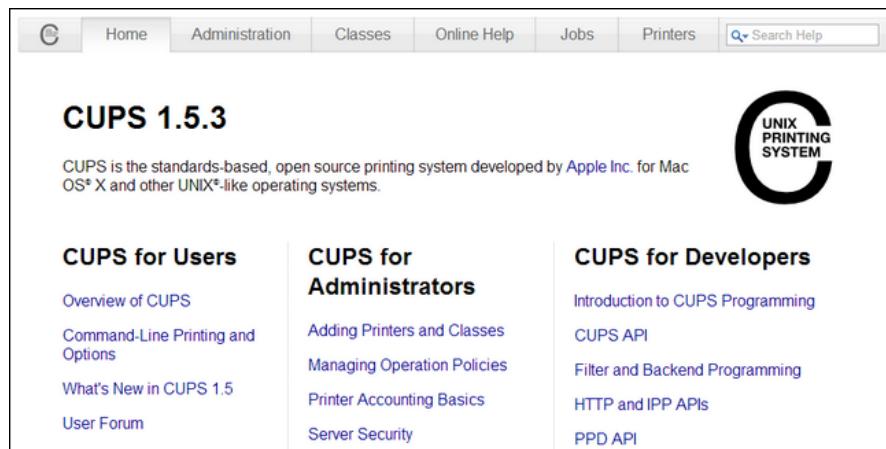 Home Administration Classes Online Help Jobs Printers Search Help
CUPS 1.5.3
CUPS is the standards-based, open source printing system developed by Apple Inc. for Mac
OS® X and other UNIX®-like operating systems.
UNIX
PRINTING
SYSTEM
CUPS for Users
Overview of CUPS
Command-Line Printing and
Options
What's New in CUPS 1.5
User Forum
CUPS for
Administrators
Adding Printers and Classes
Managing Operation Policies
Printer Accounting Basics
Server Security
CUPS for Developers
Introduction to CUPS Programming
CUPS API
Filter and Backend Programming
HTTP and IPP APIs
PPD API